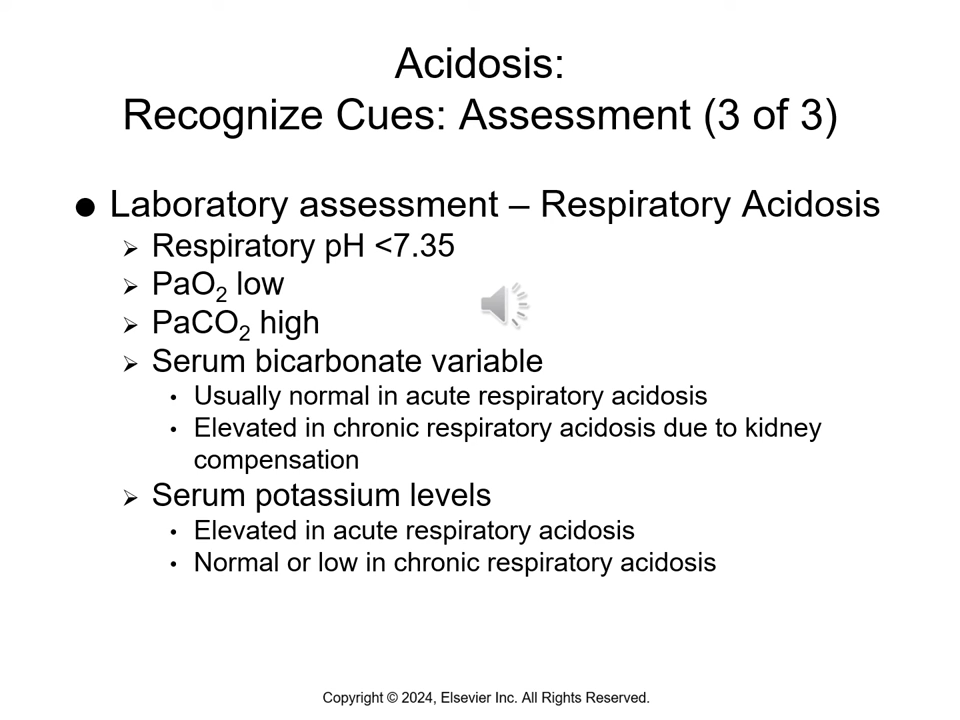 Acidosis:
Recognize Cues: Assessment (3 of 3)
● Laboratory assessment – Respiratory Acidosis
➢ Respiratory pH <7.35
➢ PaO₂ low
➢ PaCO₂ high
➢ Serum bicarbonate variable
• Usually normal in acute respiratory acidosis
• Elevated in chronic respiratory acidosis due to kidney
compensation
➢ Serum potassium levels
• Elevated in acute respiratory acidosis
• Normal or low in chronic respiratory acidosis
Copyright © 2024, Elsevier Inc. All Rights Reserved.